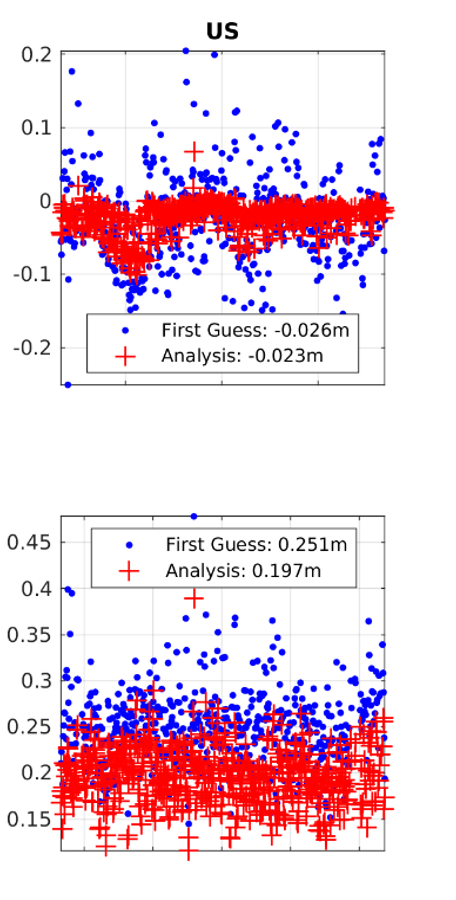 US
0.2
0.1
0
-0.1
-0.2
First Guess: -0.026m
Analysis: -0.023m
0.45
0.4
0.35
0.3
0.25
0.2
0.15
First Guess: 0.251m
Analysis: 0.197m